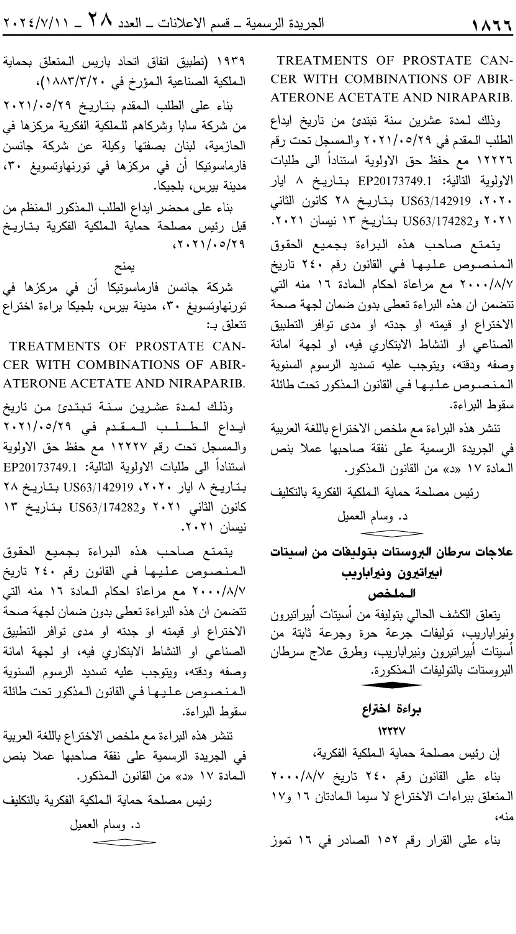 ١٨٦٦
الجريدة الرسمية ـ قسم الاعلانات ـ العدد ٢٨ ـ ٢٠٢٤/٧/١١
TREATMENTS OF PROSTATE CAN-
CER WITH COMBINATIONS OF ABIR-
ATERONE ACETATE AND NIRAPARIB.
وذلك لمدة عشرين سنة تبتدئ من تاريخ ايداع
الطلب المقدم في ٢٠٢١/٠٥/٢٩ والمسجل تحت رقم
١٢٢٢٦ مع حفظ حق الاولوية استناداً الى طلبات
الاولوية التالية: EP20173749.1 بتاريخ ٨ ايار
٢٠٢٠، US63/142919 بتاريخ ٢٨ كانون الثاني
٢٠٢١ وUS63/174282 بتاريخ ١٣ نيسان ٢٠٢١.
يتمتع صاحب هذه البراءة بجميع الحقوق
المنصوص عليها في القانون رقم ٢٤٠ تاريخ
٢٠٠٠/٨/٧ مع مراعاة احكام المادة ١٦ منه التي
تتضمن ان هذه البراءة تعطى بدون ضمان لجهة صحة
الاختراع او قيمته او جدته او مدى توافر التطبيق
الصناعي او النشاط الابتكاري فيه، او لجهة امانة
وصفه ودقته، ويتوجب عليه تسديد الرسوم السنوية
المنصوص عليها في القانون المذكور تحت طائلة
سقوط البراءة.
تنشر هذه البراءة مع ملخص الاختراع باللغة العربية
في الجريدة الرسمية على نفقة صاحبها عملا بنص
المادة ١٧ «د» من القانون المذكور.
رئيس مصلحة حماية الملكية الفكرية بالتكليف
د. وسام العميل
علاجات سرطان البروستات بتوليفات من أسيتات
أبيراتيرون ونيراباريب
الملخص
يتعلق الكشف الحالي بتوليفة من أسيتات أبيراتيرون
ونيراباريب، توليفات جرعة حرة وجرعة ثابتة من
أسيتات أبيراتيرون ونيراباريب، وطرق علاج سرطان
البروستات بالتوليفات المذكورة.
براءة اختراع
١٢٢٢٧
إن رئيس مصلحة حماية الملكية الفكرية،
بناء على القانون رقم ٢٤٠ تاريخ ٢٠٠٠/٨/٧
المتعلق ببراءات الاختراع لا سيما المادتان ١٦ و١٧
منه،
بناء على القرار رقم ١٥٢ الصادر في ١٦ تموز
١٩٣٩ (تطبيق اتفاق اتحاد باريس المتعلق بحماية
الملكية الصناعية المؤرخ في ١٨٨٣/٣/٢٠)،
بناء على الطلب المقدم بتاريخ ٢٠٢١/٠٥/٢٩
من شركة سابا وشركاهم للملكية الفكرية مركزها في
الحازمية، لبنان بصفتها وكيلة عن شركة جانسن
فارماسوتيكا أن في مركزها في تورنهاوتسويغ ٣٠،
مدينة بيرس، بلجيكا.
بناء على محضر ايداع الطلب المذكور المنظم من
قبل رئيس مصلحة حماية الملكية الفكرية بتاريخ
٢٠٢١/٠٥/٢٩،
يمنح
شركة جانسن فارماسوتيكا أن في مركزها في
تورنهاوتسويغ ٣٠، مدينة بيرس، بلجيكا براءة اختراع
تتعلق بـ:
TREATMENTS OF PROSTATE CAN-
CER WITH COMBINATIONS OF ABIR-
ATERONE ACETATE AND NIRAPARIB.
وذلك لمدة عشرين سنة تبتدئ من تاريخ
ايداع الطلب المقدم في ٢٠٢١/٠٥/٢٩
والمسجل تحت رقم ١٢٢٢٧ مع حفظ حق الاولوية
استناداً الى طلبات الاولوية التالية: EP20173749.1
بتاريخ ٨ ايار ٢٠٢٠، US63/142919 بتاريخ ٢٨
كانون الثاني ٢٠٢١ وUS63/174282 بتاريخ ١٣
نيسان ٢٠٢١.
يتمتع صاحب هذه البراءة بجميع الحقوق
المنصوص عليها في القانون رقم ٢٤٠ تاريخ
٢٠٠٠/٨/٧ مع مراعاة احكام المادة ١٦ منه التي
تتضمن ان هذه البراءة تعطى بدون ضمان لجهة صحة
الاختراع او قيمته او جدته او مدى توافر التطبيق
الصناعي او النشاط الابتكاري فيه، او لجهة امانة
وصفه ودقته، ويتوجب عليه تسديد الرسوم السنوية
المنصوص عليها في القانون المذكور تحت طائلة
سقوط البراءة.
تنشر هذه البراءة مع ملخص الاختراع باللغة العربية
في الجريدة الرسمية على نفقة صاحبها عملا بنص
المادة ١٧ «د» من القانون المذكور.
رئيس مصلحة حماية الملكية الفكرية بالتكليف
د. وسام العميل